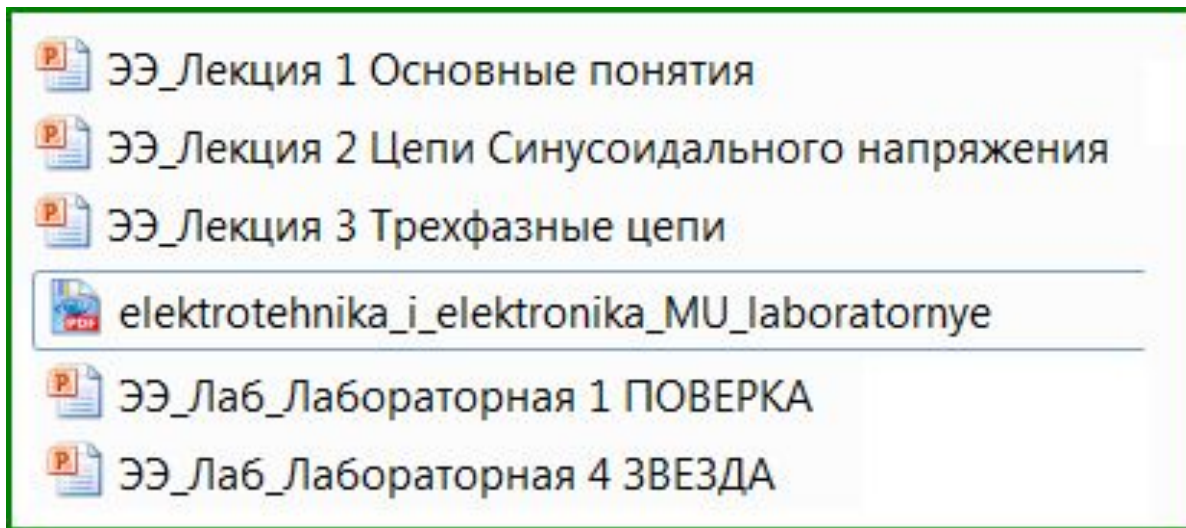 ЭЭ_Лекция 1 Основные понятия
ЭЭ_Лекция 2 Цепи Синусоидального напряжения
ЭЭ_Лекция 3 Трехфазные цепи
elektrotehnika_i_elektronika_MU_laboratornye
ЭЭ_Лаб_Лабораторная 1 ПОВЕРКА
ЭЭ_Лаб_Лабораторная 4 ЗВЕЗДА